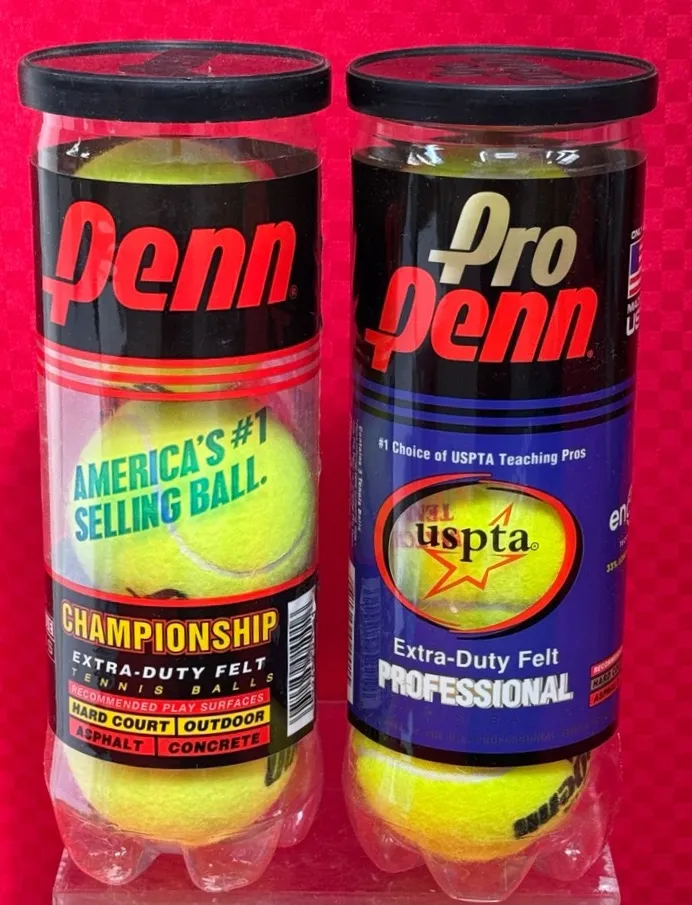 Penn
AMERICA'S #1
SELLING BALL.
CHAMPIONSHIP
EXTRA-DUTY FELT
TENNIS BALLS
RECOMMENDED PLAY SURFACES
HARD COURT OUTDOOR
ASPHALT CONCRETE
Pro
Penn
#1 Choice of USPTA Teaching Pros
uspta
Extra-Duty Felt
PROFESSIONAL
Penn